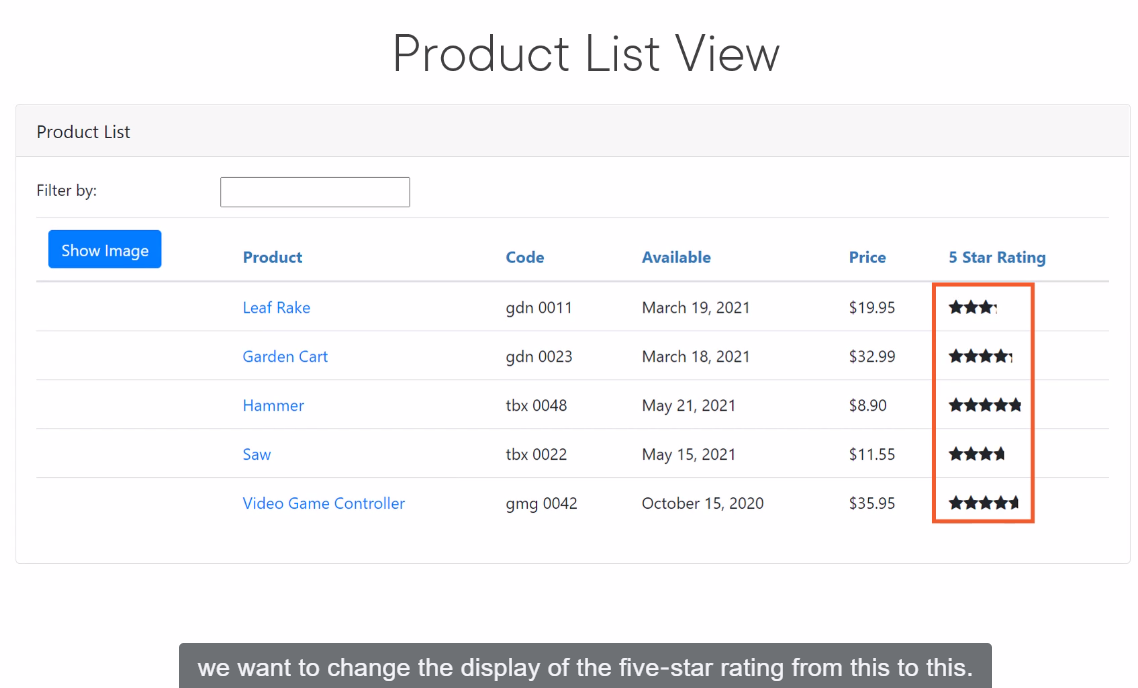 Product List View
Product List
Filter by:
Show Image Product Code Available Price 5 Star Rating
Leaf Rake gdn 0011 March 19, 2021 $19.95
Garden Cart gdn 0023 March 18, 2021 $32.99
Hammer tbx 0048 May 21, 2021 $8.90
Saw tbx 0022 May 15, 2021 $11.55
Video Game Controller gmg 0042 October 15, 2020 $35.95
we want to change the display of the five-star rating from this to this.